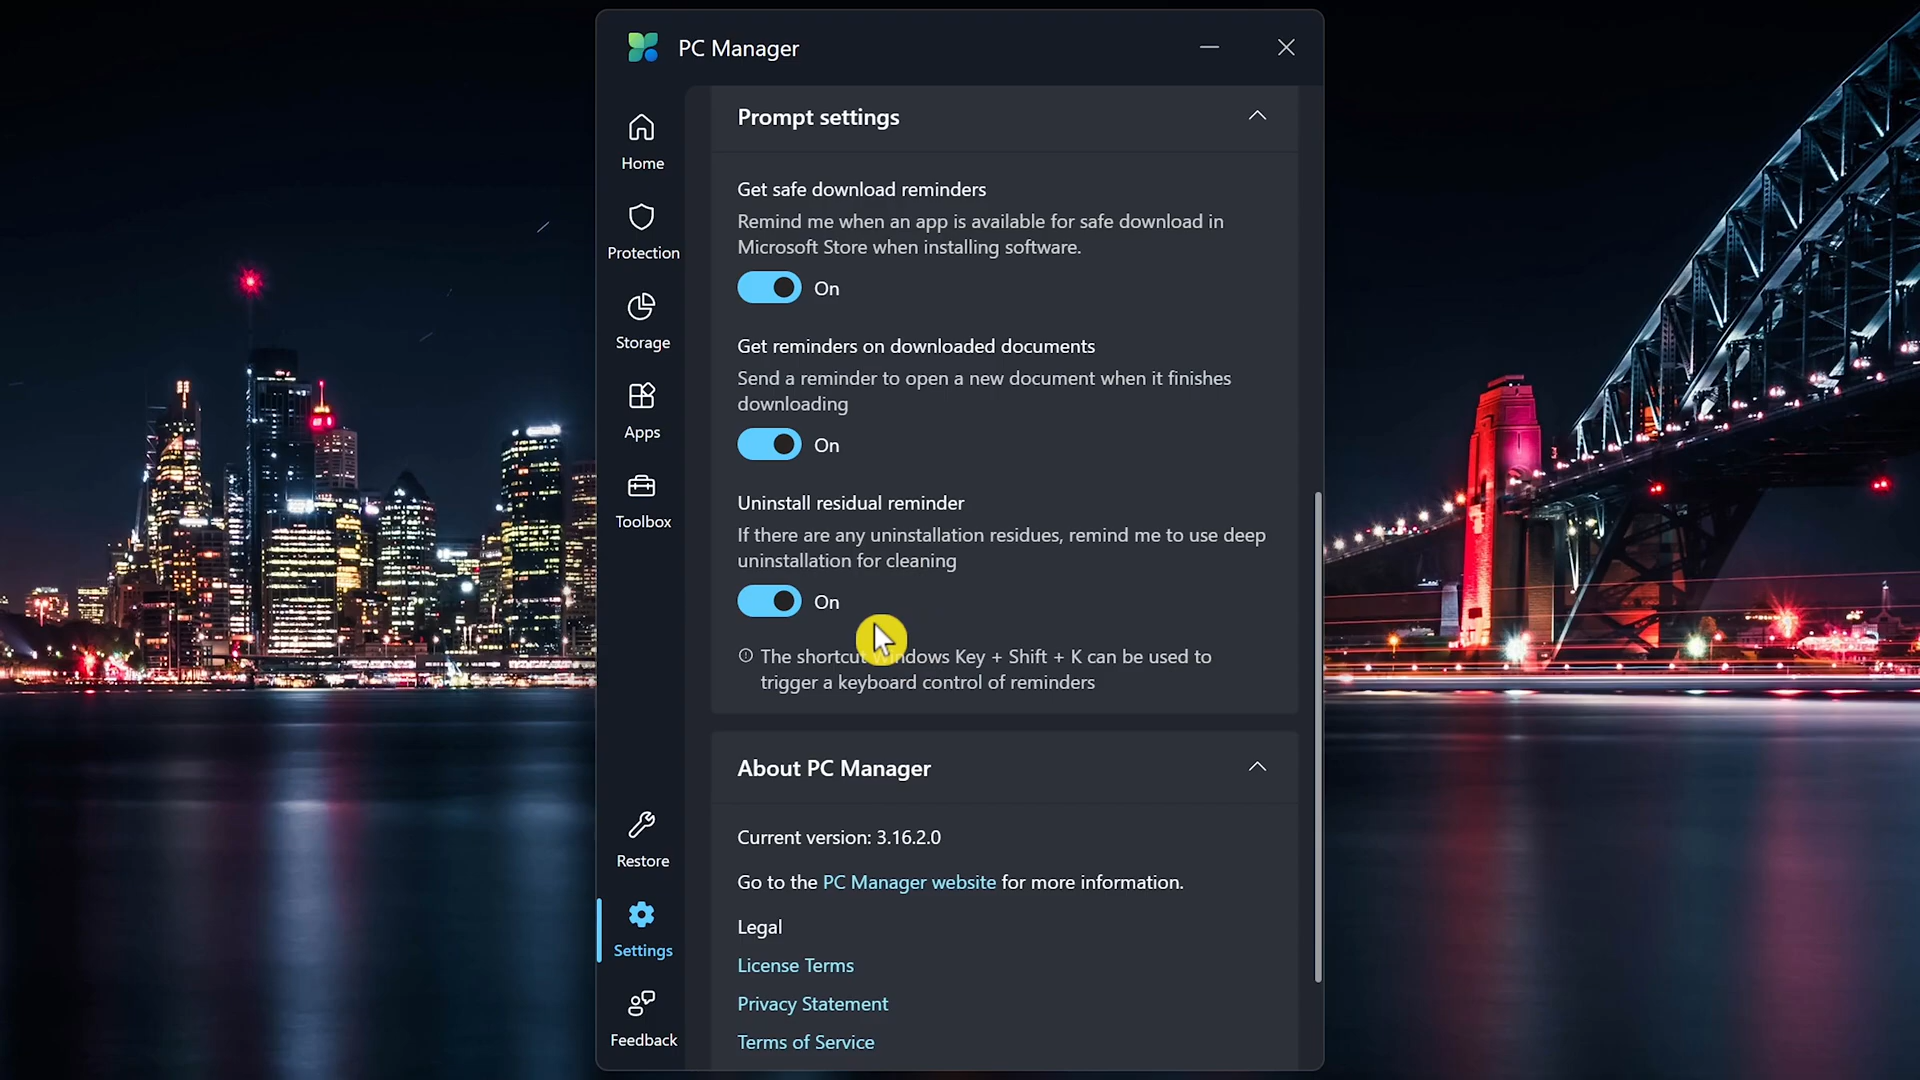 PC Manager
Home
Protection
Storage
Apps
Toolbox
Restore
Settings
Feedback
Prompt settings
Get safe download reminders
Remind me when an app is available for safe download in
Microsoft Store when installing software.
On
Get reminders on downloaded documents
Send a reminder to open a new document when it finishes
downloading
On
Uninstall residual reminder
If there are any uninstallation residues, remind me to use deep
uninstallation for cleaning
On
The shortcut Windows Key + Shift + K can be used to
trigger a keyboard control of reminders
About PC Manager
Current version: 3.16.2.0
Go to the PC Manager website for more information.
Legal
License Terms
Privacy Statement
Terms of Service